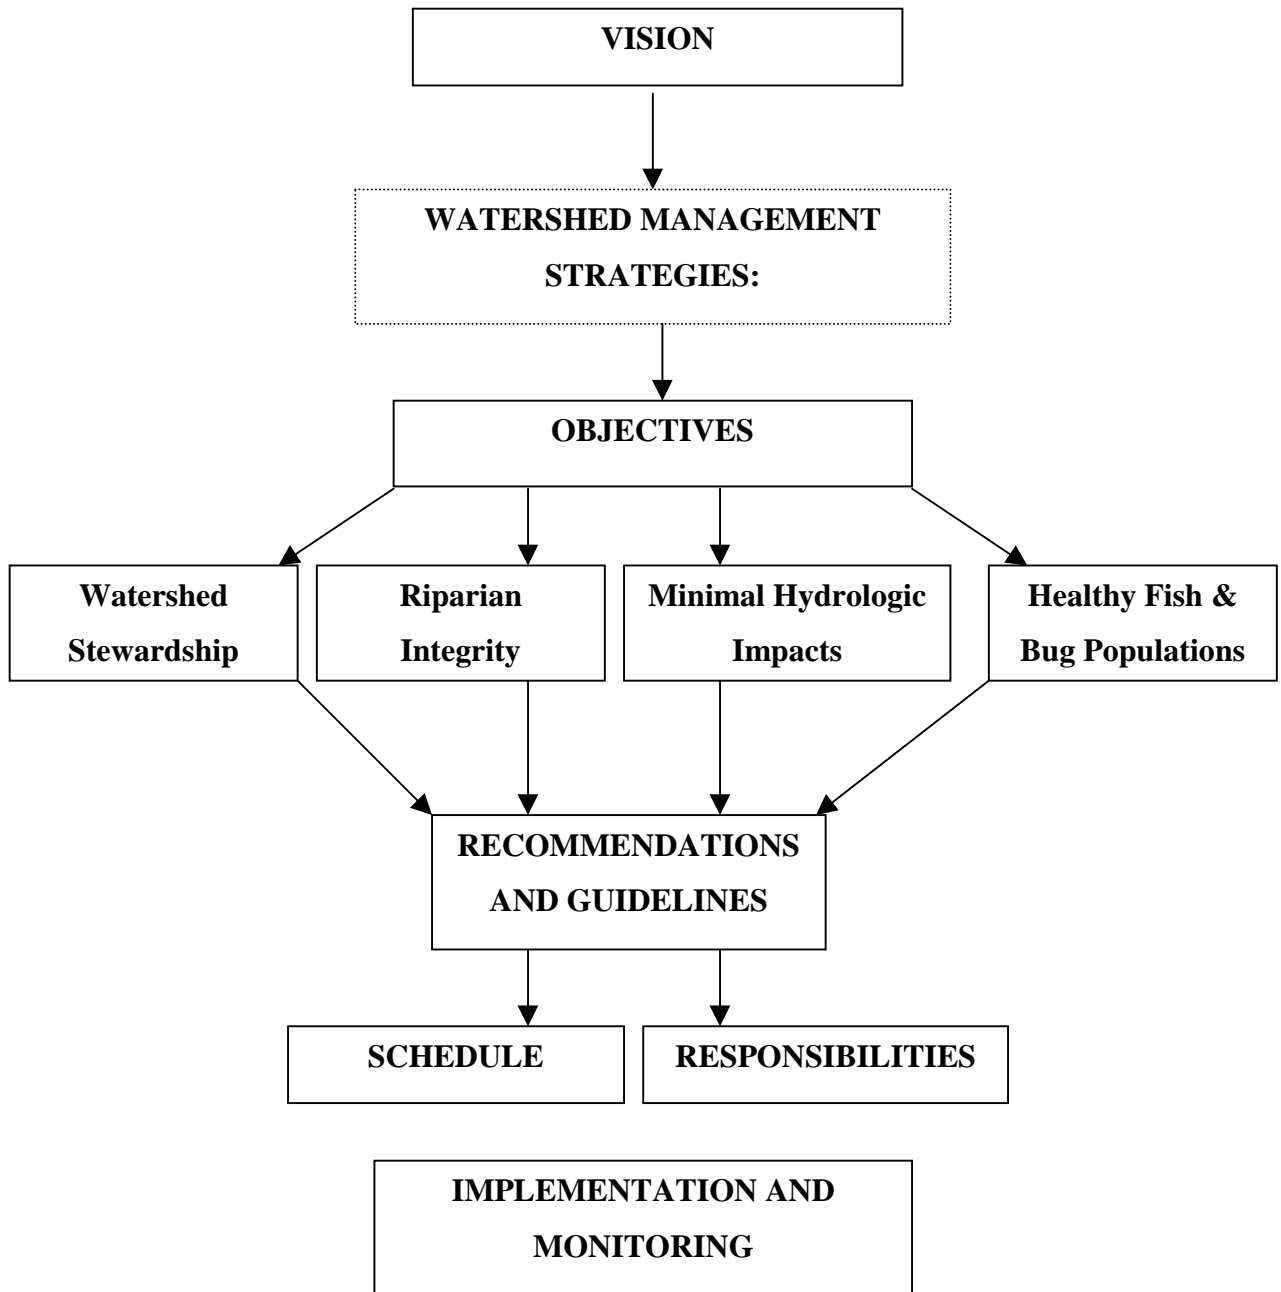 VISION
WATERSHED MANAGEMENT
STRATEGIES:
OBJECTIVES
Watershed
Stewardship
Riparian
Integrity
Minimal Hydrologic
Impacts
Healthy Fish &
Bug Populations
RECOMMENDATIONS
AND GUIDELINES
SCHEDULE
RESPONSIBILITIES
IMPLEMENTATION AND
MONITORING